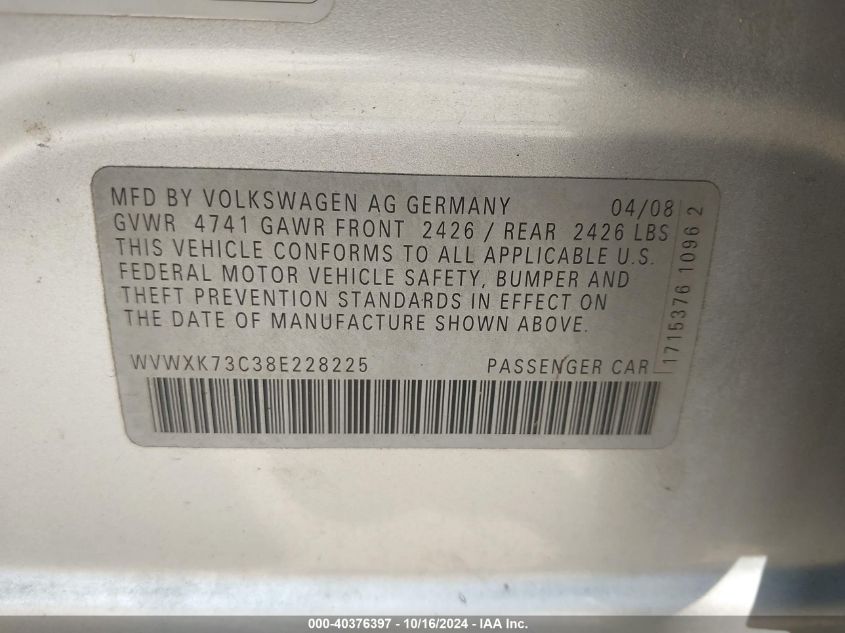 MFD BY VOLKSWAGEN AG GERMANY 04/08
GVWR 4741 GAWR FRONT 2426 / REAR 2426 LBS
THIS VEHICLE CONFORMS TO ALL APPLICABLE U.S.
FEDERAL MOTOR VEHICLE SAFETY, BUMPER AND
THEFT PREVENTION STANDARDS IN EFFECT ON
THE DATE OF MANUFACTURE SHOWN ABOVE.
WVWXK73C38E228225 PASSENGER CAR
1715376 1096 2
000-40376397 - 10/16/2024 - IAA Inc.